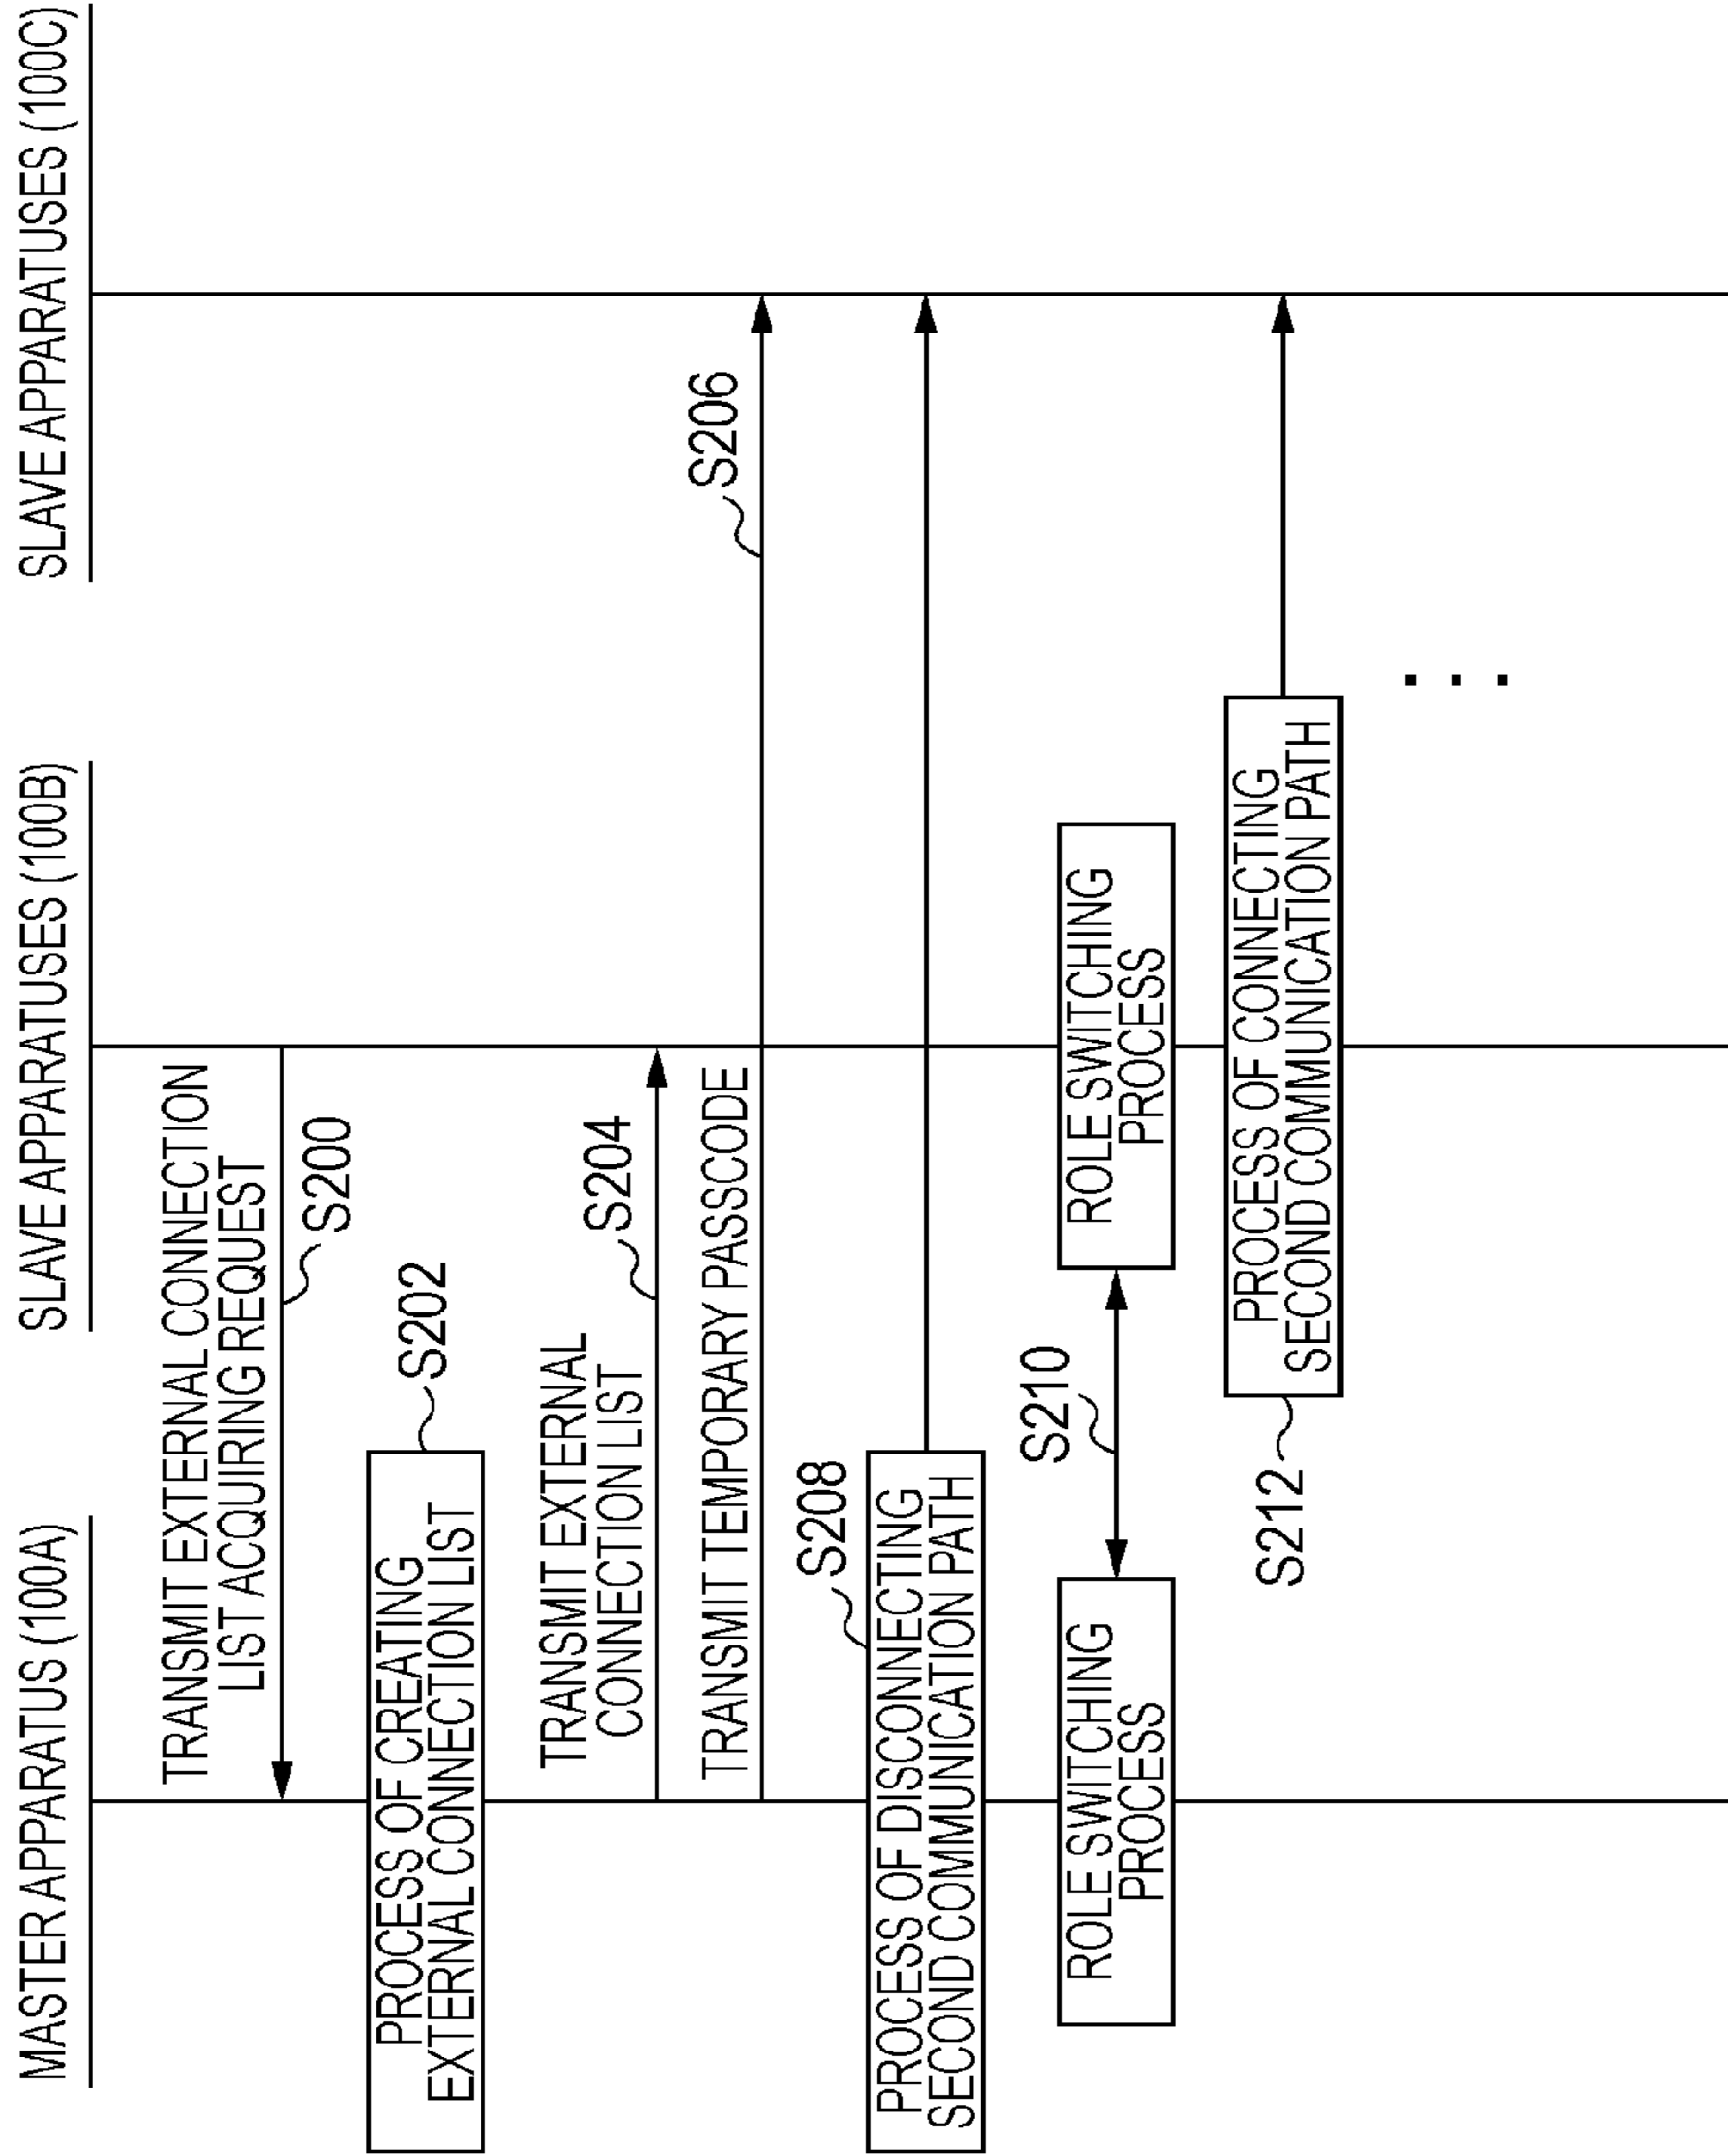 MASTER APPARATUS (100A)
SLAVE APPARATUSES (100B)
SLAVE APPARATUSES (100C)
TRANSMIT EXTERNAL CONNECTION
LIST ACQUIRING REQUEST
S200
PROCESS OF CREATING
EXTERNAL CONNECTION LIST
S202
TRANSMIT EXTERNAL
CONNECTION LIST
S204
TRANSMIT TEMPORARY PASSCODE
S206
PROCESS OF DISCONNECTING
SECOND COMMUNICATION PATH
S208
ROLE SWITCHING
PROCESS
S210
ROLE SWITCHING
PROCESS
PROCESS OF CONNECTING
SECOND COMMUNICATION PATH
S212
. . .